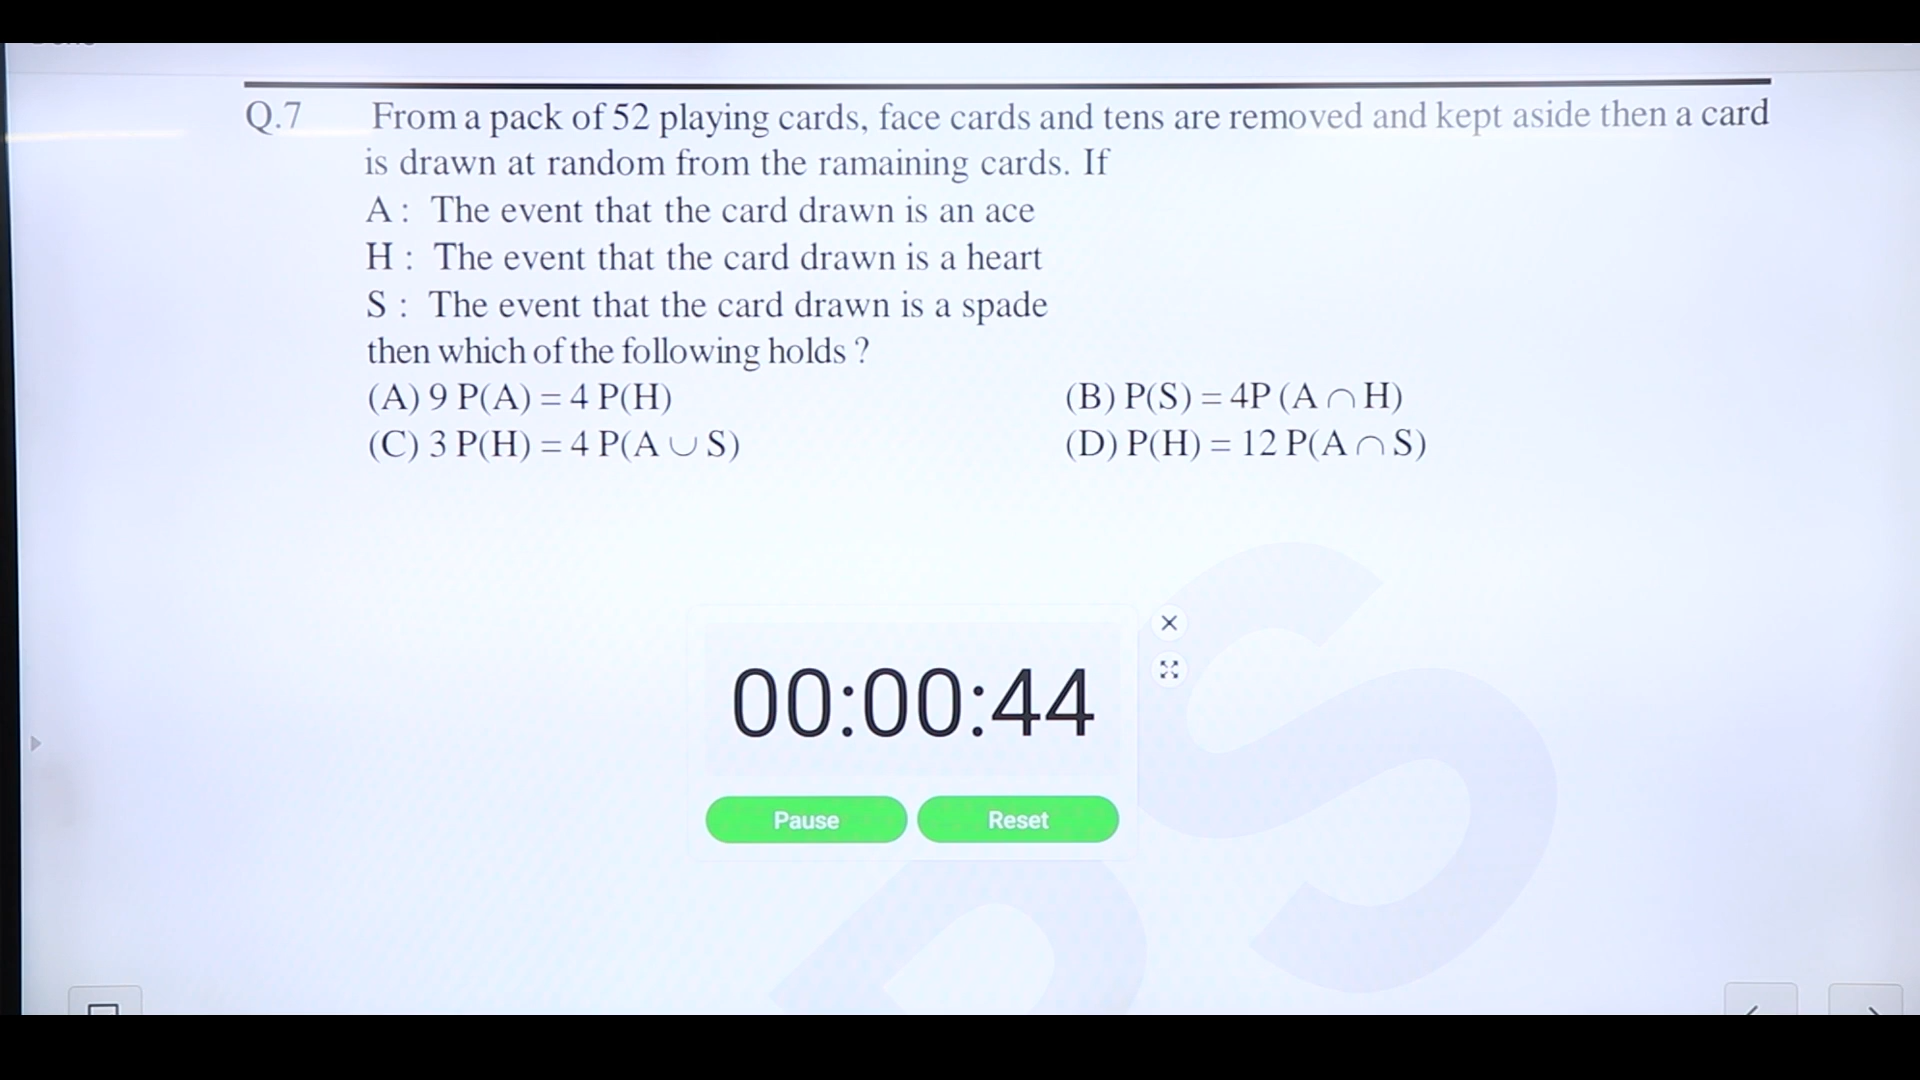 Q.7 From a pack of 52 playing cards, face cards and tens are removed and kept aside then a card
is drawn at random from the ramaining cards. If
A : The event that the card drawn is an ace
H : The event that the card drawn is a heart
S : The event that the card drawn is a spade
then which of the following holds ?
(A) 9 P(A) = 4 P(H) (B) P(S) = 4P (A ∩ H)
(C) 3 P(H) = 4 P(A ∪ S) (D) P(H) = 12 P(A ∩ S)
00:00:44
Pause Reset